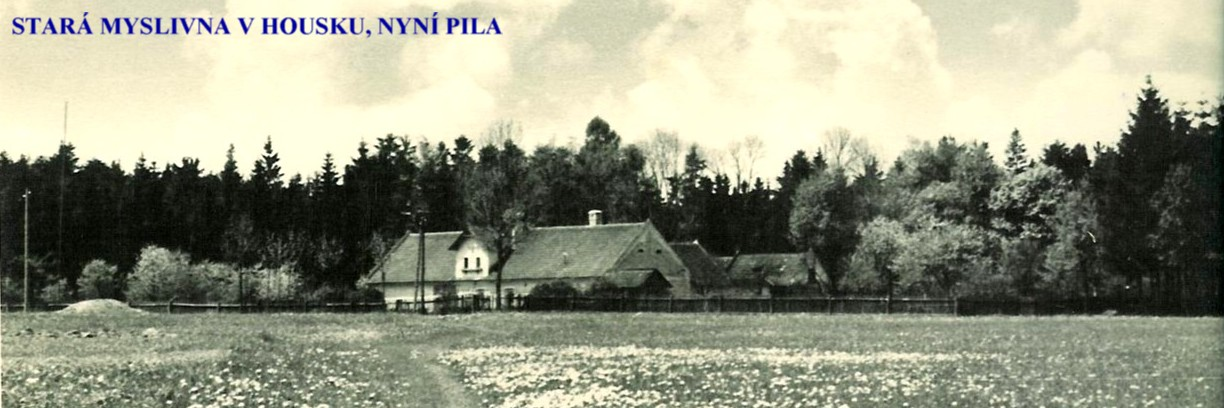 STARÁ MYSLIVNA V HOUSKU, NYNÍ PILA